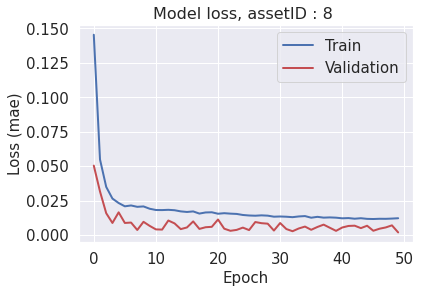 Model loss, assetID : 8
Loss (mae)
0.150
0.125
0.100
0.075
0.050
0.025
0.000
Train
Validation
0 10 20 30 40 50
Epoch